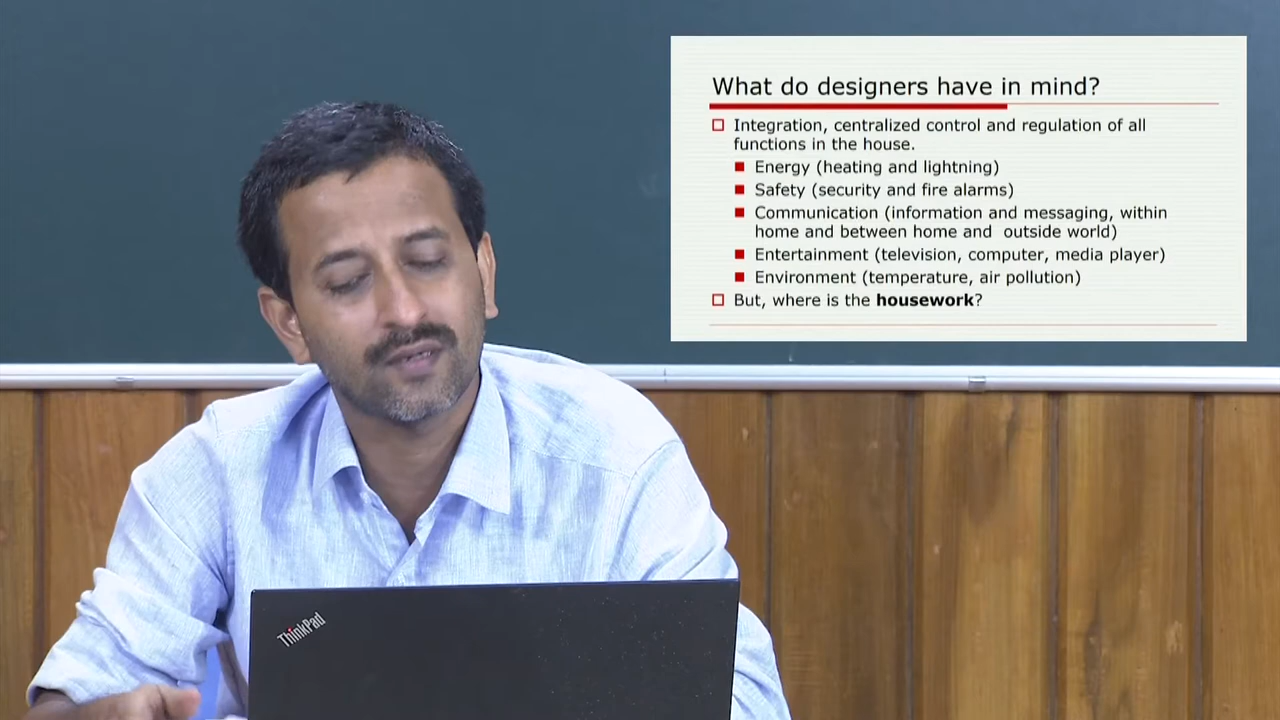 What do designers have in mind?
Integration, centralized control and regulation of all
functions in the house.
Energy (heating and lightning)
Safety (security and fire alarms)
Communication (information and messaging, within
home and between home and outside world)
Entertainment (television, computer, media player)
Environment (temperature, air pollution)
But, where is the housework?
ThinkPad